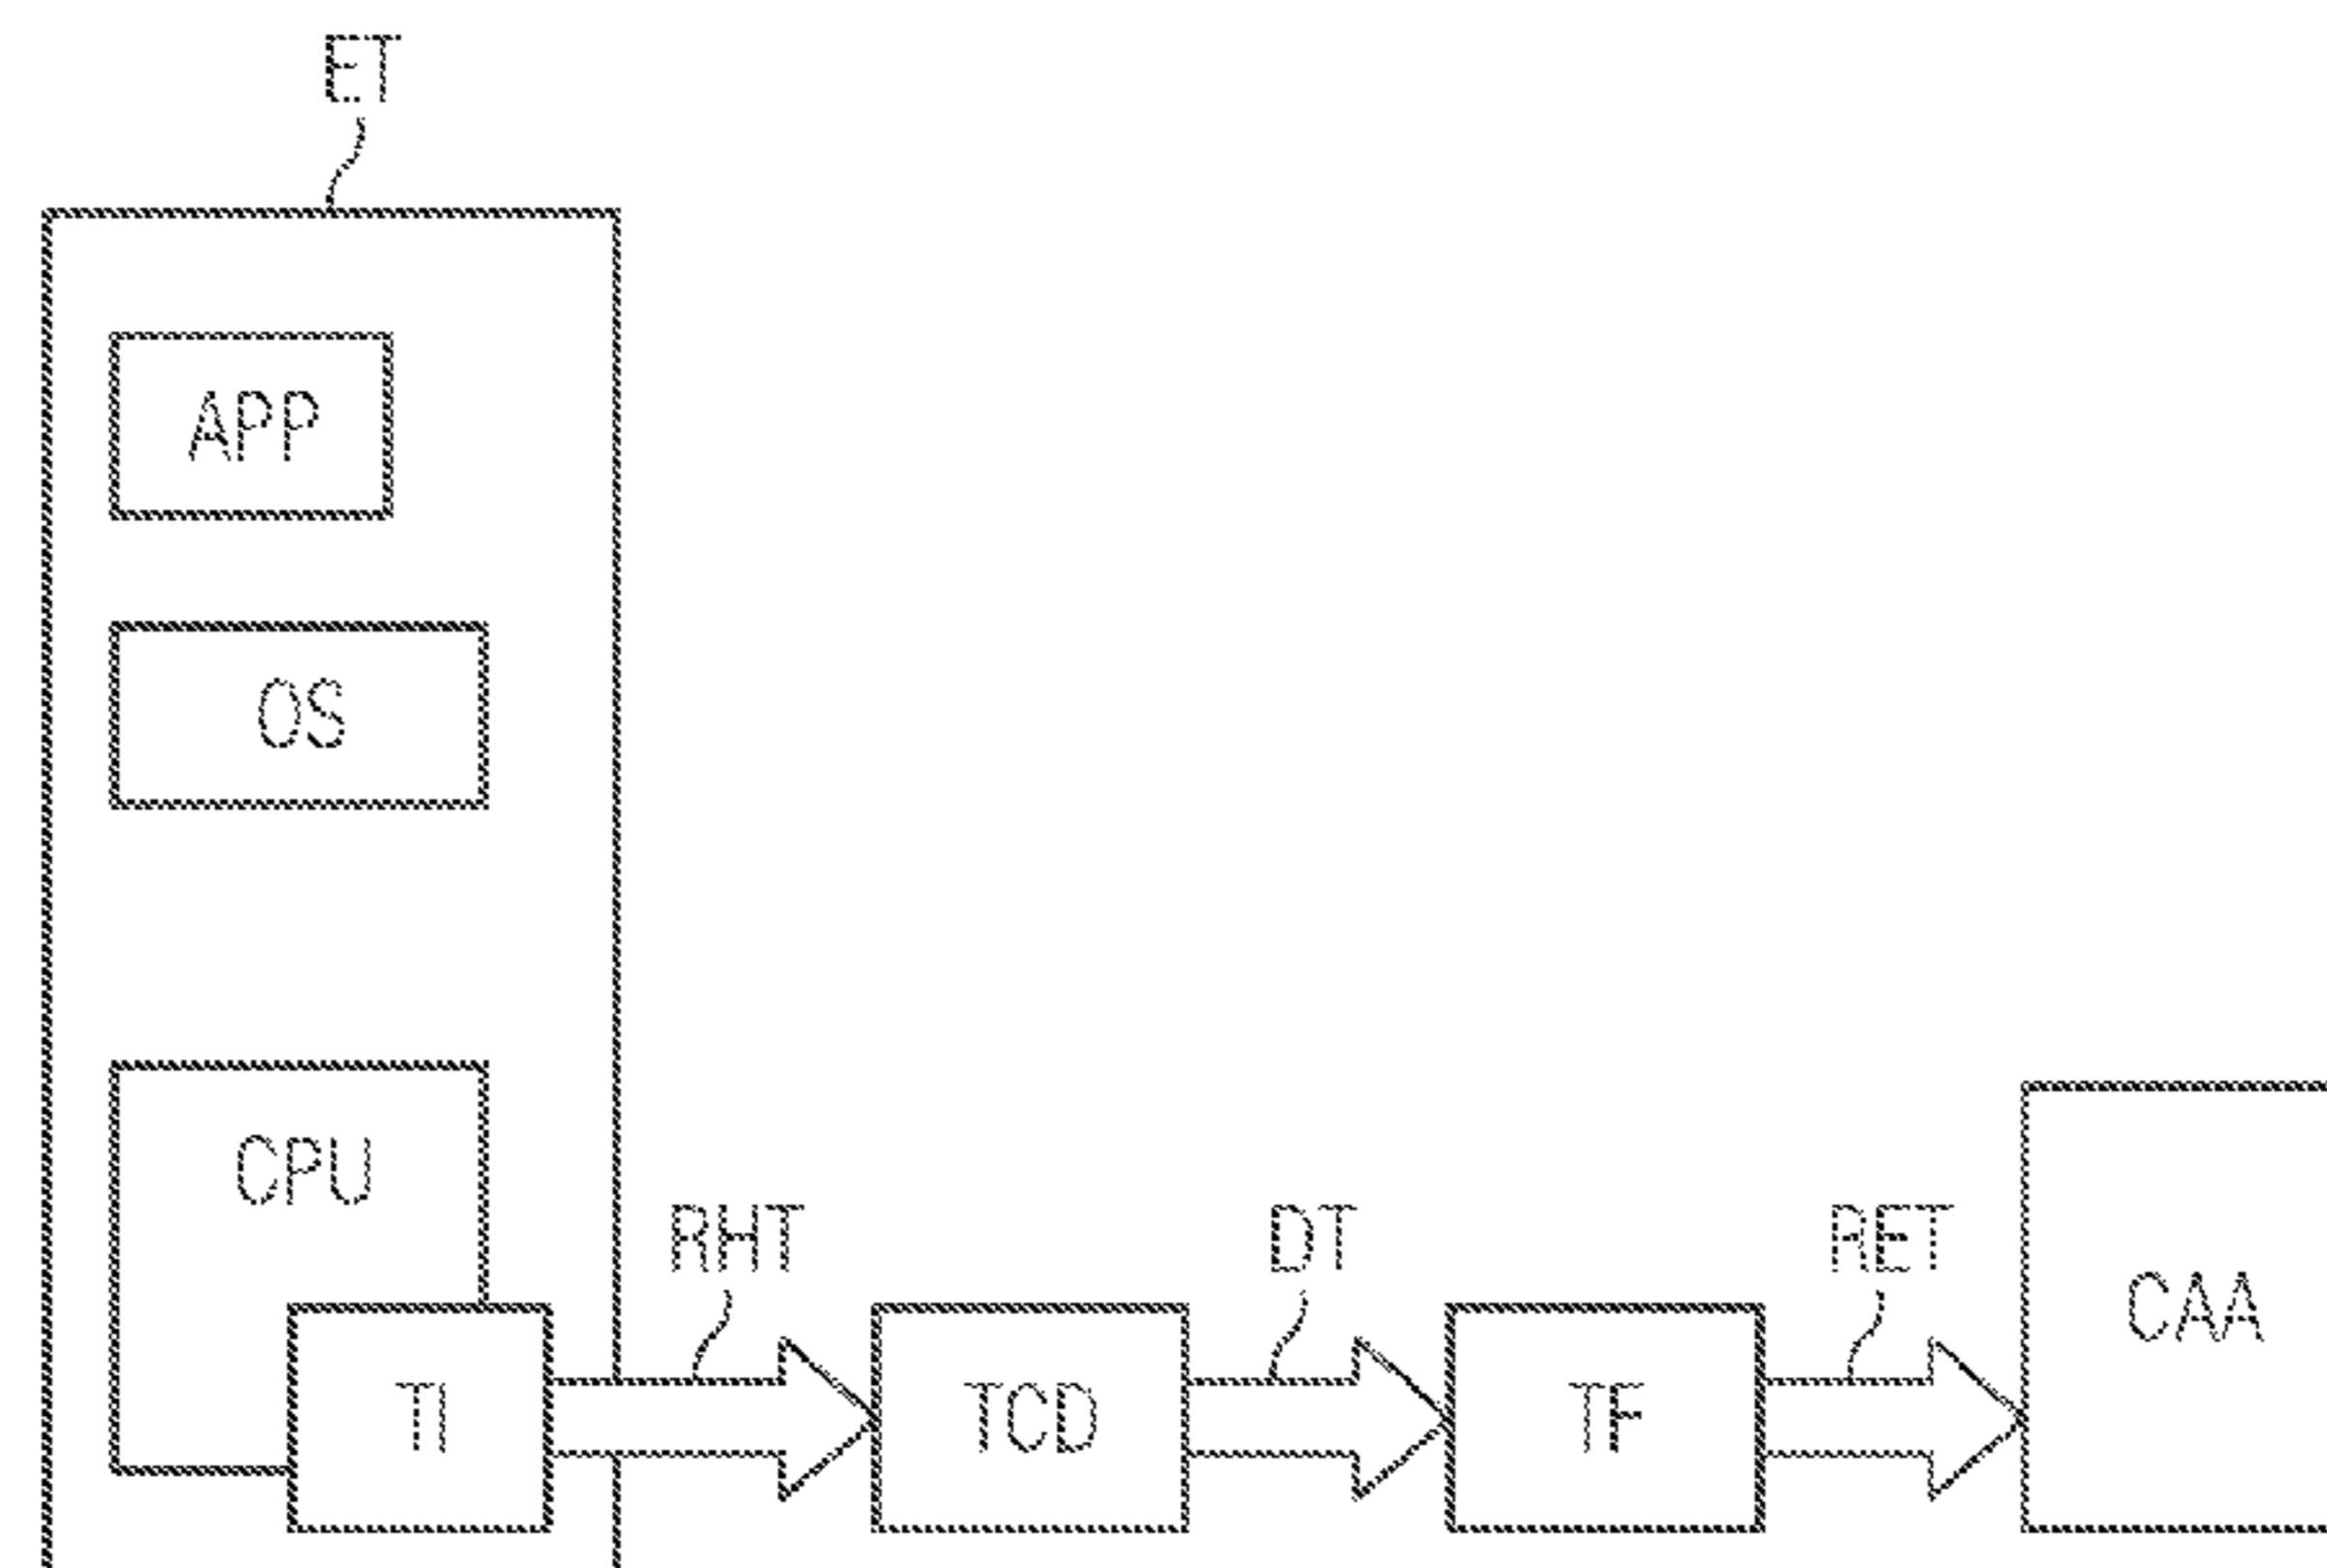 ET
APP
OS
CPU
RHT
DT
RET
CAA
TI
TCD
TF